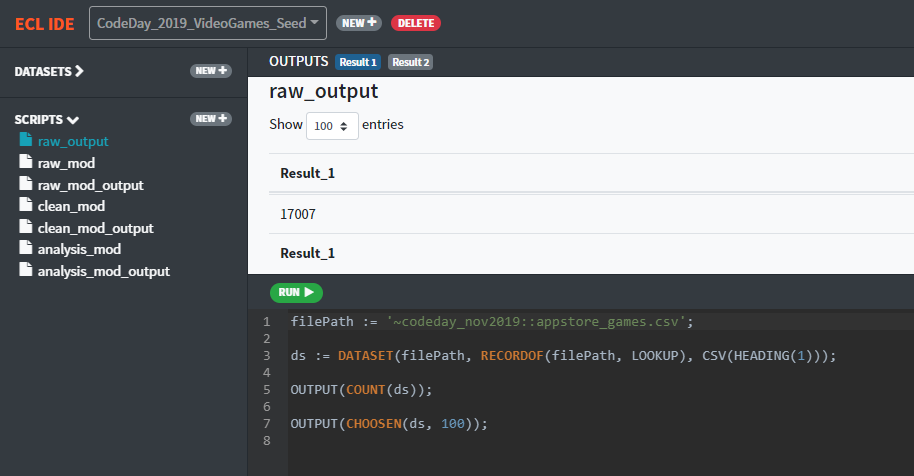 ECL IDE CodeDay_2019_VideoGames_Seed NEW + DELETE
DATASETS NEW +
SCRIPTS NEW +
raw_output
raw_mod
raw_mod_output
clean_mod
clean_mod_output
analysis_mod
analysis_mod_output
OUTPUTS Result 1 Result 2
raw_output
Show 100 entries
Result_1
17007
Result_1
RUN
1 filePath := '~codeday_nov2019::appstore_games.csv';
2
3 ds := DATASET(filePath, RECORDOF(filePath, LOOKUP), CSV(HEADING(1)));
4
5 OUTPUT(COUNT(ds));
6
7 OUTPUT(CHOOSEN(ds, 100));
8